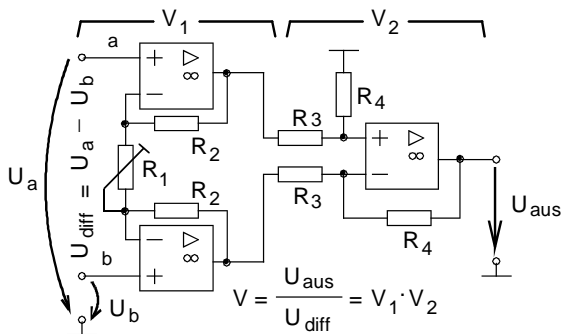 V1 V2
a
+ ▷ ∞ −
R2
R1
R2
− ▷ ∞ +
b
Ua
Udiff = Ua − Ub
Ub
R3 R4
R3
+ ▷ ∞ −
R4
Uaus
V = Uaus / Udiff = V1 · V2